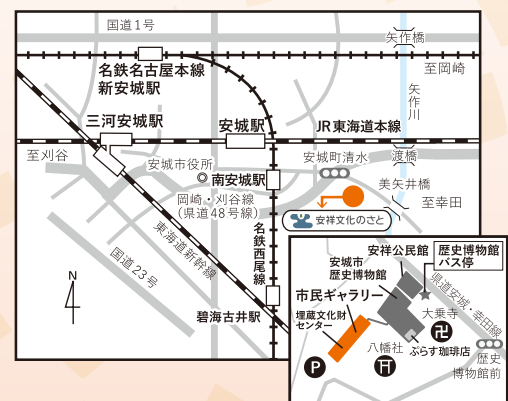 国道1号
矢作橋
名鉄名古屋本線
新安城駅
至岡崎
矢作川
三河安城駅
安城駅
JR東海道本線
至刈谷
安城市役所
安城町清水
渡橋
南安城駅
美矢井橋
岡崎・刈谷線
(県道48号線)
至幸田
安祥文化のさと
東海道新幹線
名鉄西尾線
国道23号
N
碧海古井駅
安祥公民館
歴史博物館
バス停
安城市
歴史博物館
県道安城・幸田線
市民ギャラリー
埋蔵文化財
センター
大乗寺
卍
八幡社
ぷらす珈琲店
P
P
歴史
博物館前